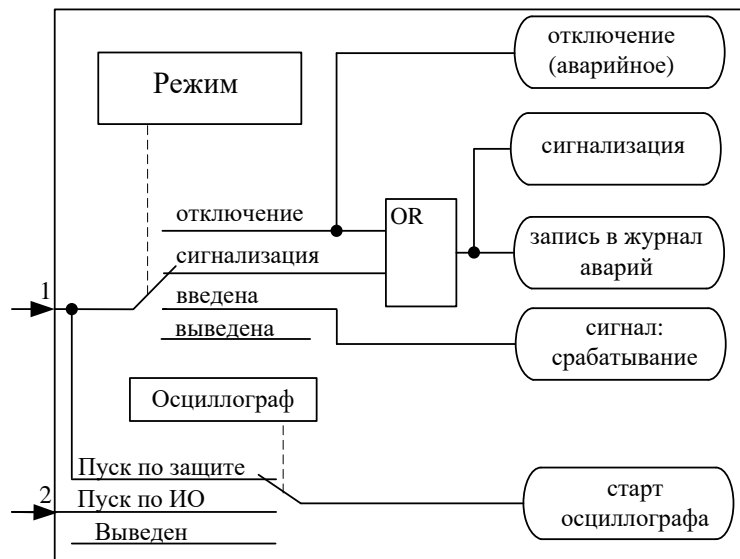 отключение
(аварийное)
Режим
сигнализация
отключение
OR
сигнализация
запись в журнал
аварий
1
введена
выведена
сигнал:
срабатывание
Осциллограф
Пуск по защите
2
Пуск по ИО
Выведен
старт
осциллографа